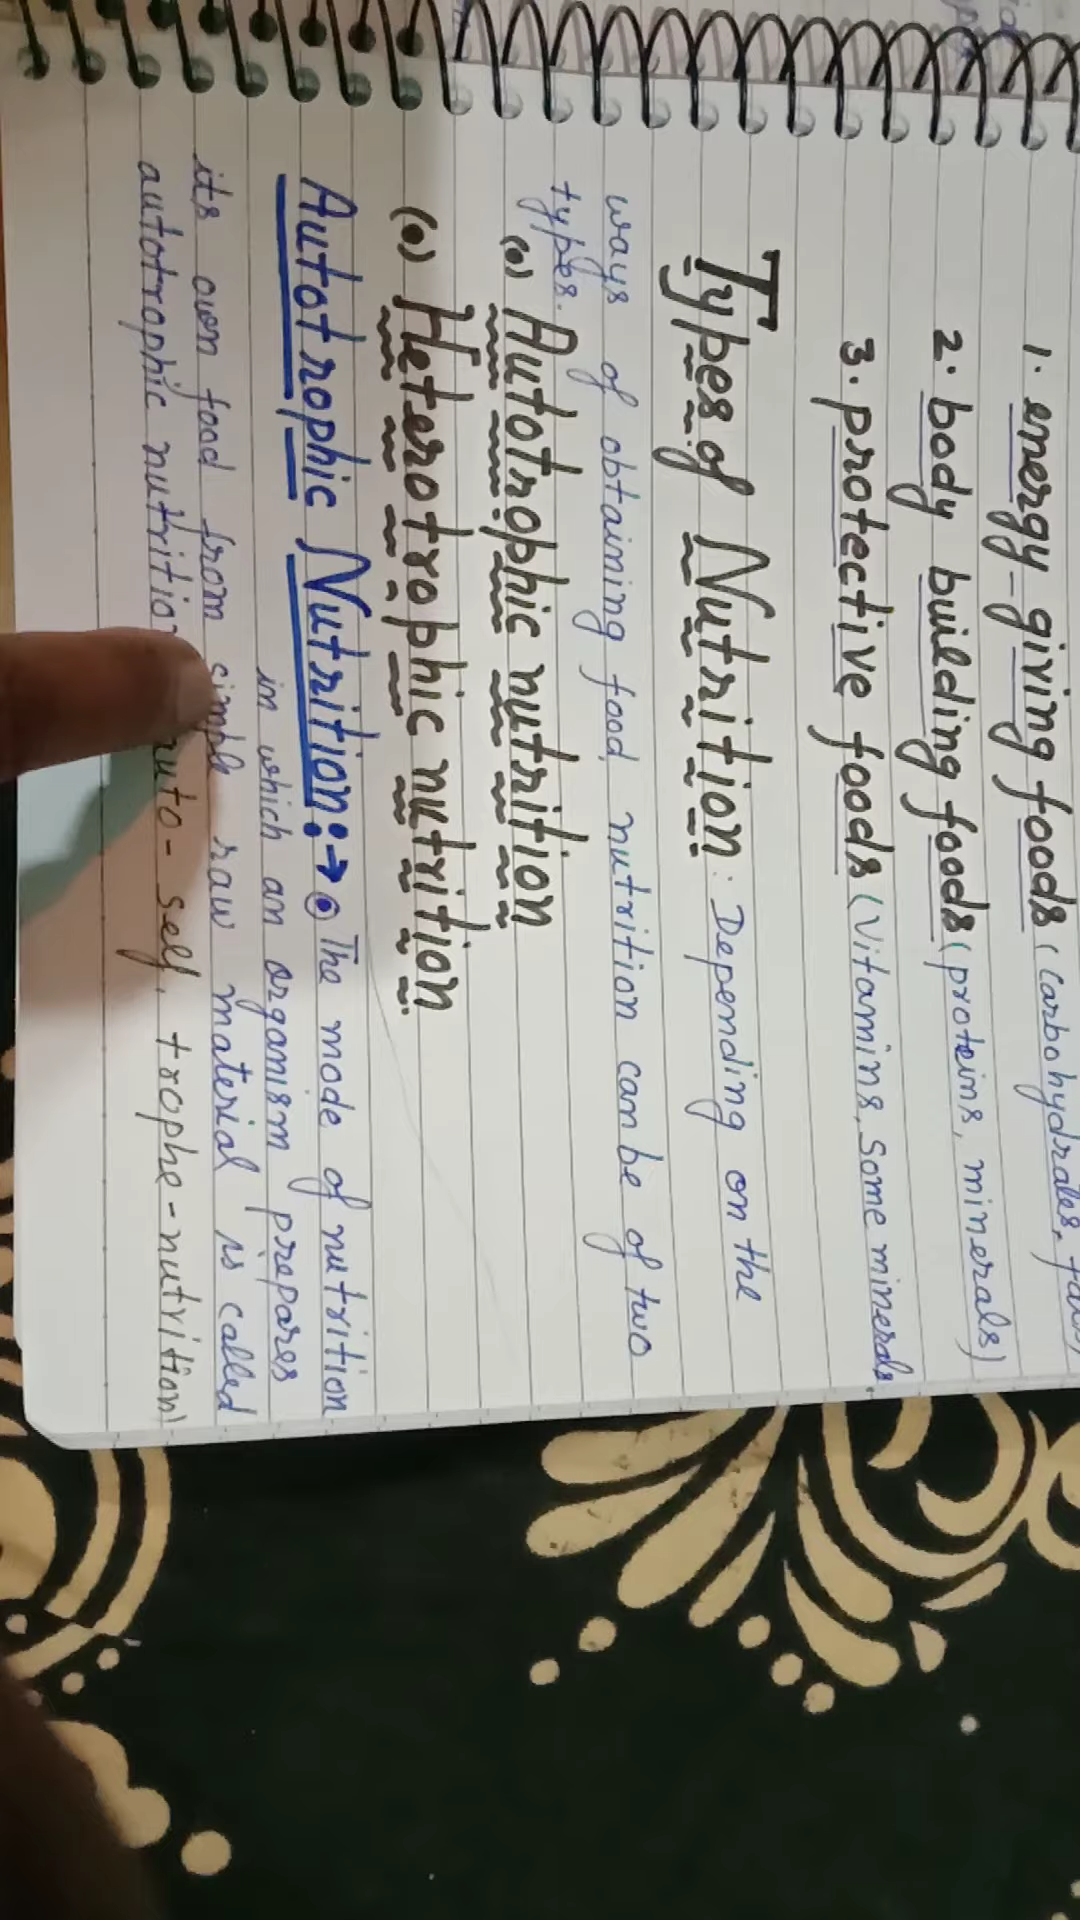 1. energy-giving foods (carbohydrates,
2. body building foods (proteins, minerals)
3. protective foods (Vitamins, Some minerals.
Types of Nutrition: Depending on the
ways of obtaining food, nutrition can be of two
types.
(•) Autotrophic nutrition
(•) Heterotrophic nutrition
Autotrophic Nutrition:→ ⊙ The mode of nutrition
in which an organism prepares
its own food from simple raw material is called
autotrophic nutrition auto-self, trophe-nutrition)